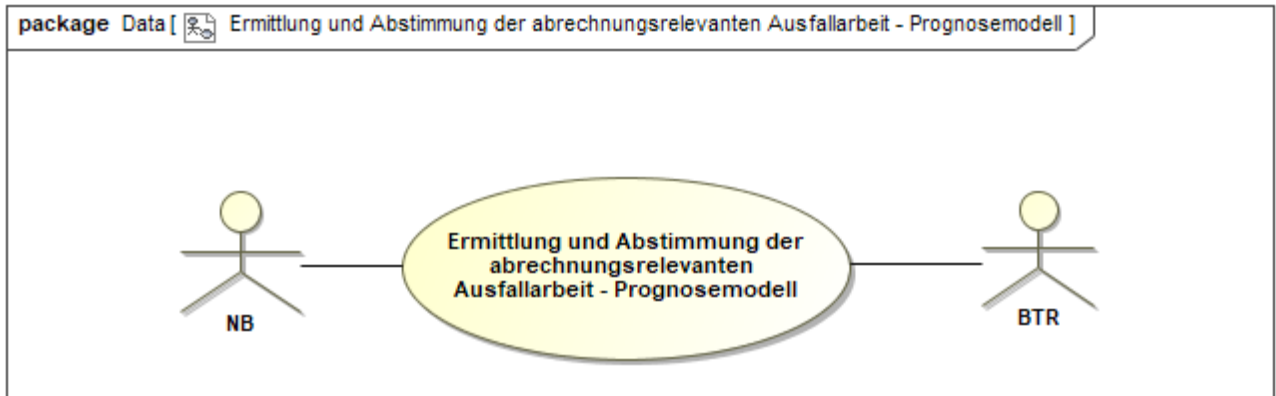 package Data [ Ermittlung und Abstimmung der abrechnungsrelevanten Ausfallarbeit - Prognosemodell ]
Ermittlung und Abstimmung der
abrechnungsrelevanten
Ausfallarbeit - Prognosemodell
NB
BTR